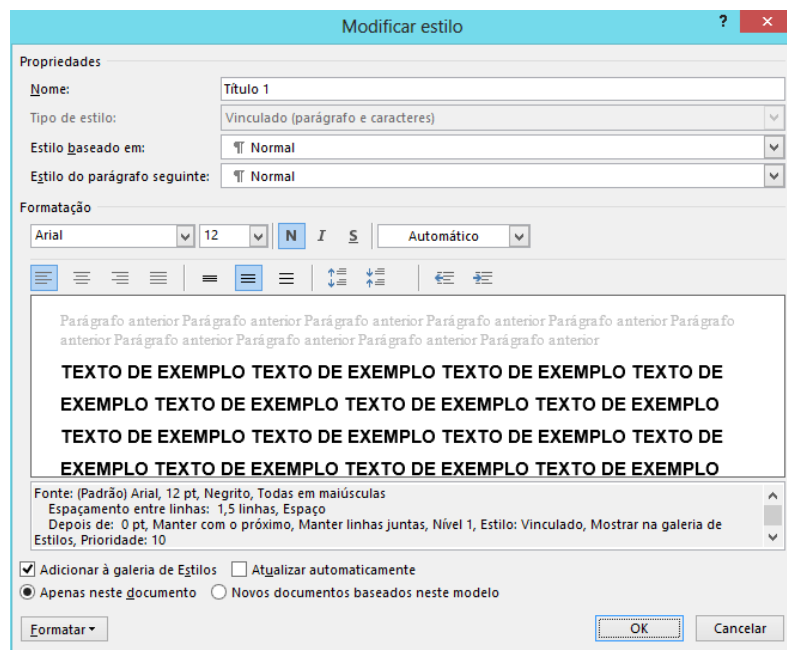 Modificar estilo
?
×
Propriedades
Nome: Título 1
Tipo de estilo: Vinculado (parágrafo e caracteres)
Estilo baseado em: ¶ Normal
Estilo do parágrafo seguinte: ¶ Normal
Formatação
Arial 12 N I S Automático
Parágrafo anterior Parágrafo anterior Parágrafo anterior Parágrafo anterior Parágrafo anterior Parágrafo
anterior Parágrafo anterior Parágrafo anterior Parágrafo anterior Parágrafo anterior
TEXTO DE EXEMPLO TEXTO DE EXEMPLO TEXTO DE EXEMPLO TEXTO DE
EXEMPLO TEXTO DE EXEMPLO TEXTO DE EXEMPLO TEXTO DE EXEMPLO
TEXTO DE EXEMPLO TEXTO DE EXEMPLO TEXTO DE EXEMPLO TEXTO DE
EXEMPLO TEXTO DE EXEMPLO TEXTO DE EXEMPLO TEXTO DE EXEMPLO
Fonte: (Padrão) Arial, 12 pt, Negrito, Todas em maiúsculas
Espaçamento entre linhas: 1,5 linhas, Espaço
Depois de: 0 pt, Manter com o próximo, Manter linhas juntas, Nível 1, Estilo: Vinculado, Mostrar na galeria de
Estilos, Prioridade: 10
Adicionar à galeria de Estilos Atualizar automaticamente
Apenas neste documento Novos documentos baseados neste modelo
Formatar OK Cancelar